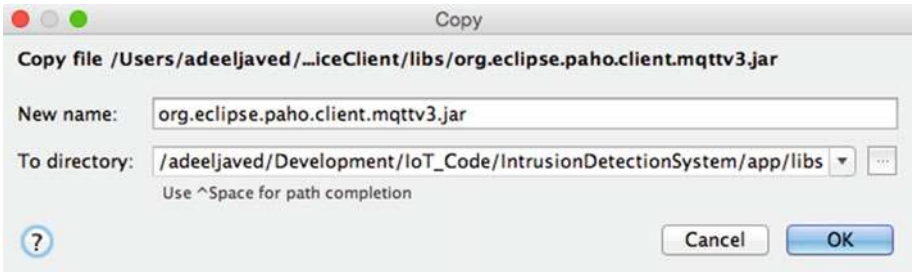 Copy
Copy file /Users/adeeljaved/...iceClient/libs/org.eclipse.paho.client.mqttv3.jar
New name: org.eclipse.paho.client.mqttv3.jar
To directory: /adeeljaved/Development/IoT_Code/IntrusionDetectionSystem/app/libs ...
Use ^Space for path completion
? Cancel OK